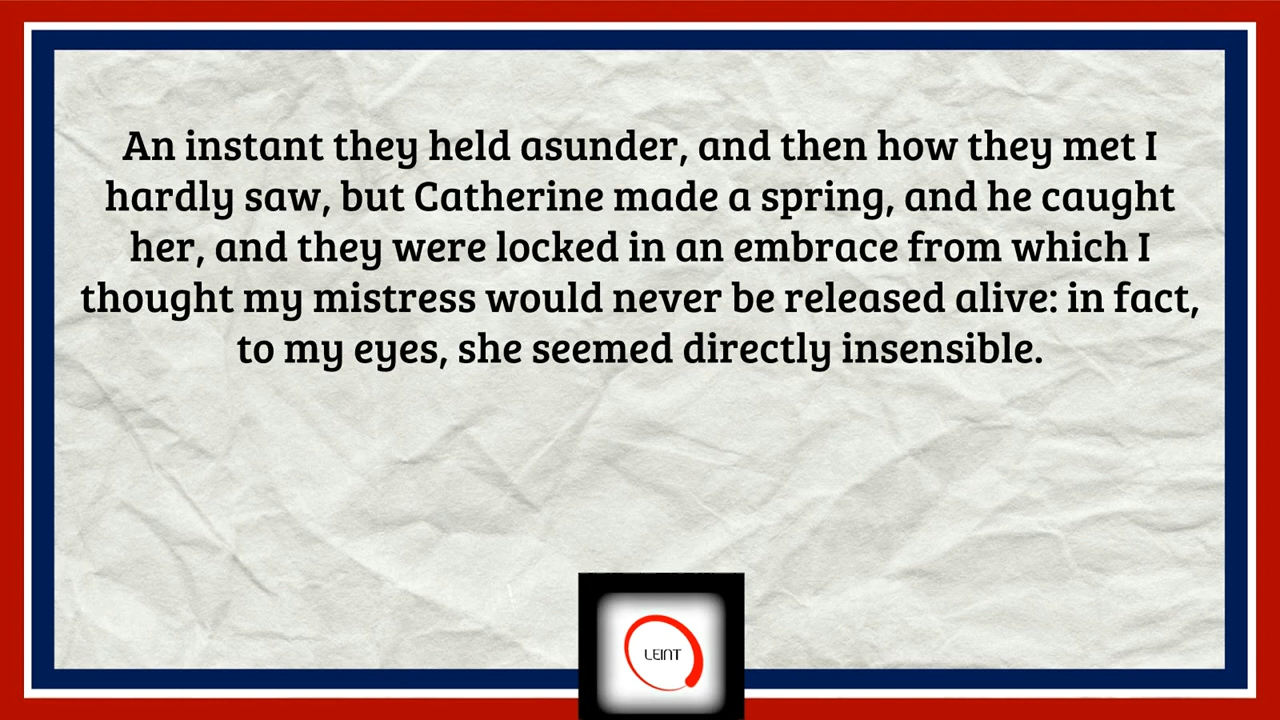 An instant they held asunder, and then how they met I
hardly saw, but Catherine made a spring, and he caught
her, and they were locked in an embrace from which I
thought my mistress would never be released alive: in fact,
to my eyes, she seemed directly insensible.
LEINT